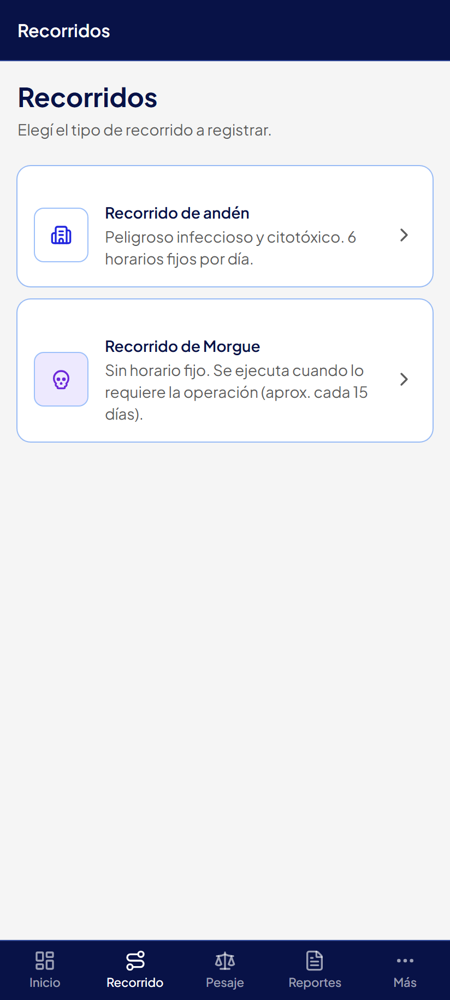 Recorridos
Recorridos
Elegí el tipo de recorrido a registrar.
Recorrido de andén
Peligroso infeccioso y citotóxico. 6
horarios fijos por día.
Recorrido de Morgue
Sin horario fijo. Se ejecuta cuando lo
requiere la operación (aprox. cada 15
días).
Inicio
Recorrido
Pesaje
Reportes
Más